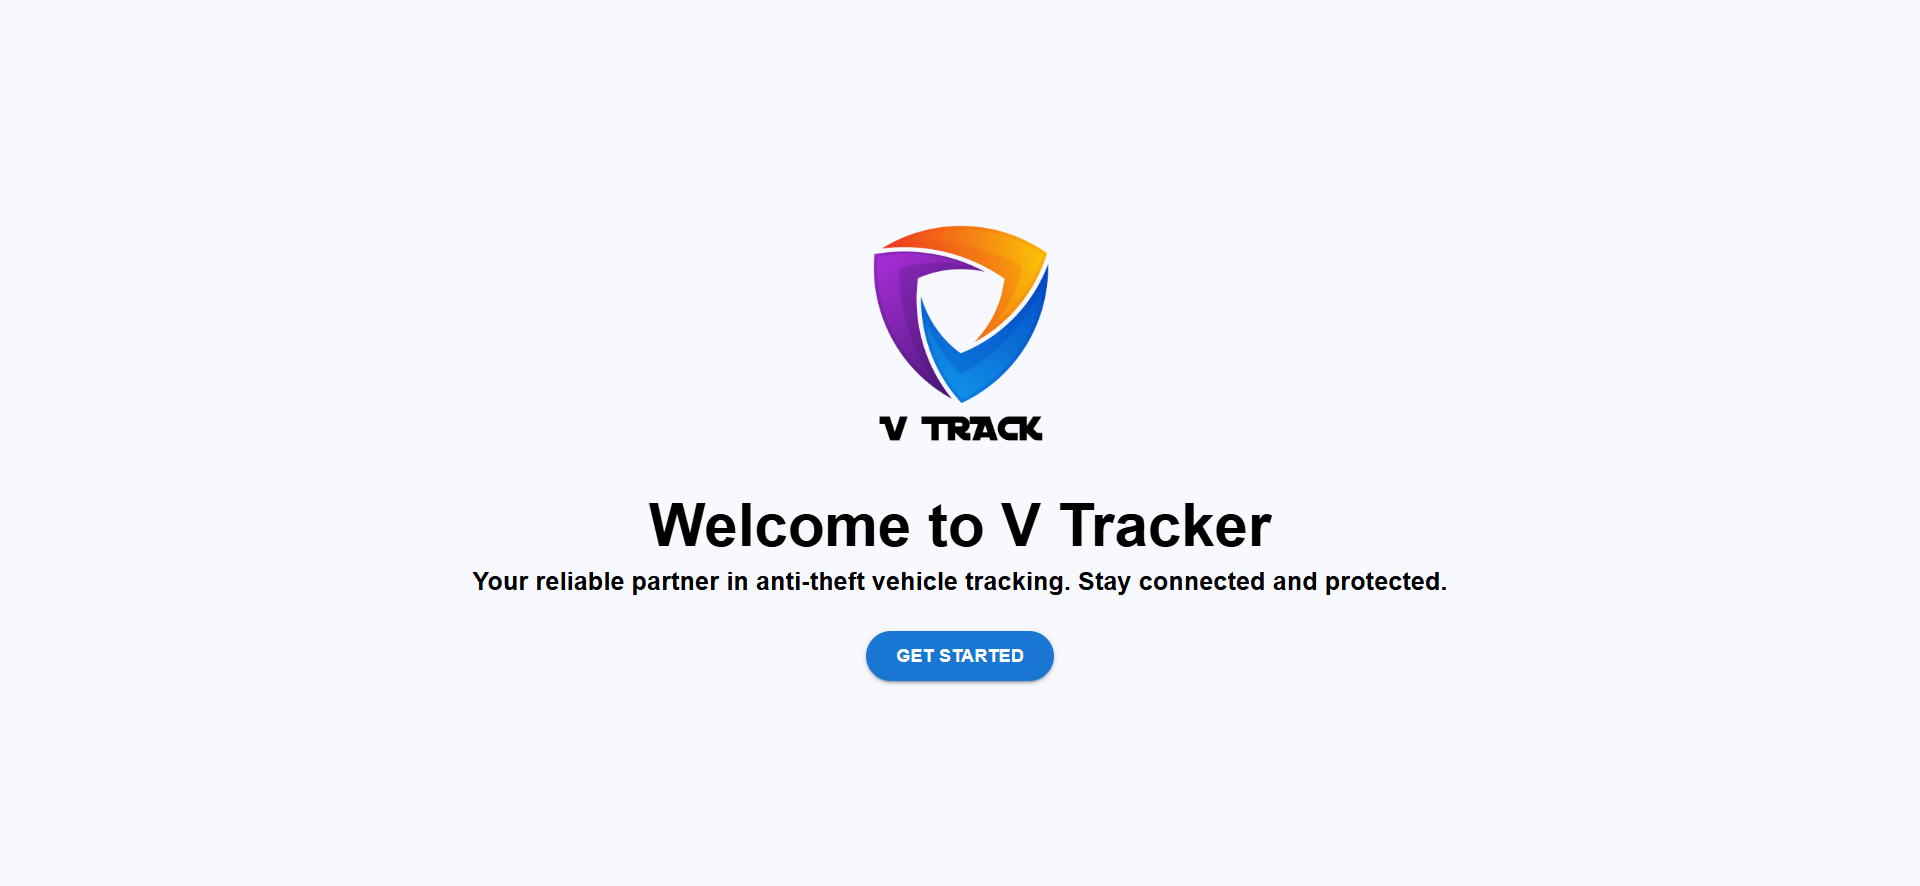 V TRACK
Welcome to V Tracker
Your reliable partner in anti-theft vehicle tracking. Stay connected and protected.
GET STARTED